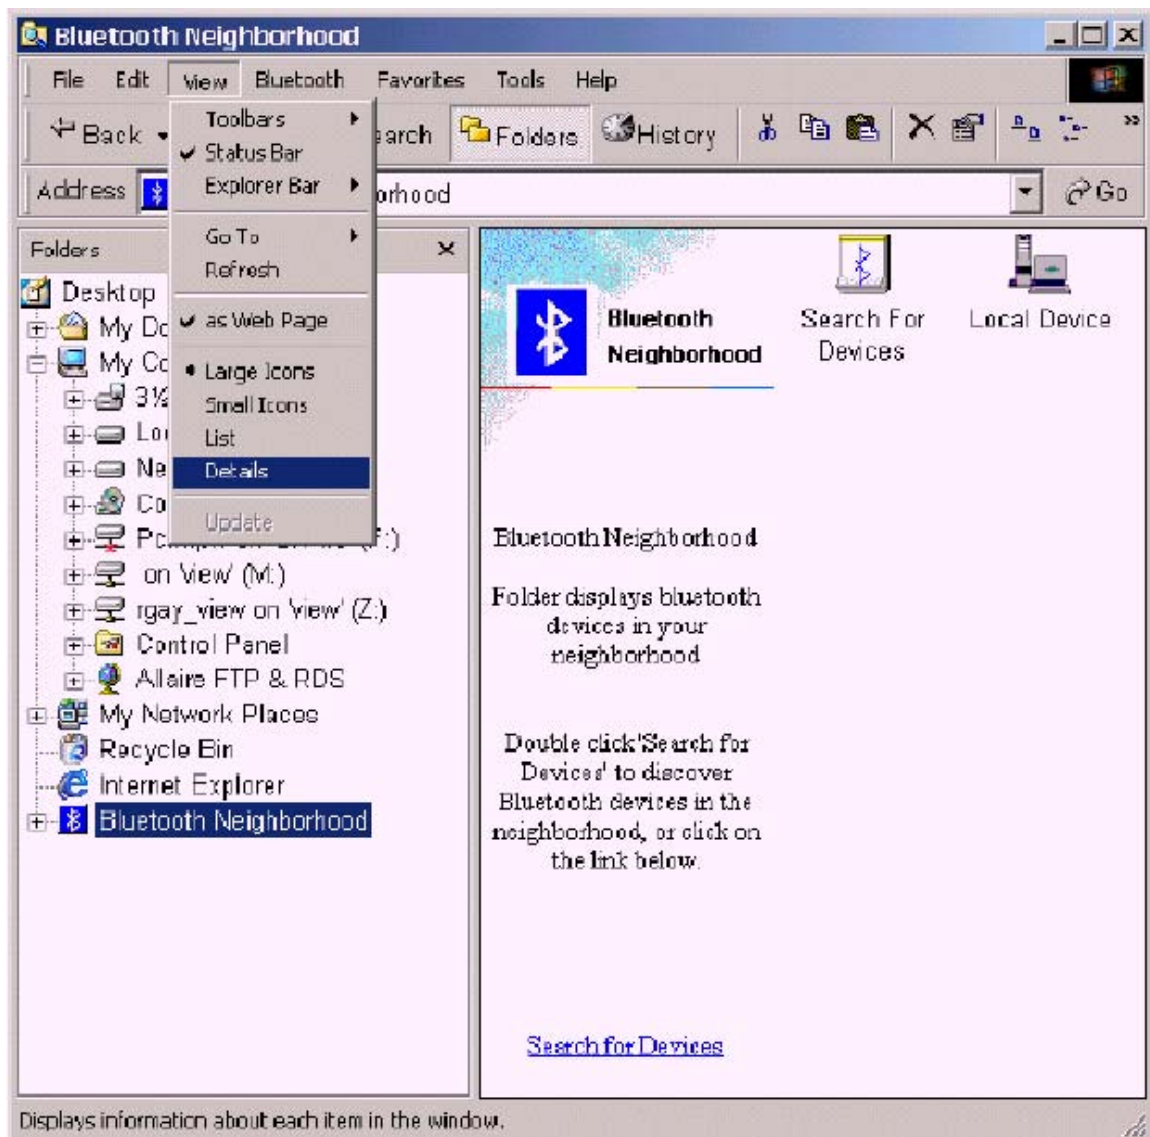 Bluetooth Neighborhood
File Edit View Bluetooth Favorites Tools Help
Back earch Folders History »
Address orhood Go
Toolbars
Status Bar
Explorer Bar
Go To
Refresh
as Web Page
Large Icons
Small Icons
List
Details
Update
Folders
Desktop
My Do
My Co
3½
Lo
Ne
Co
on 'view' (M:)
rgay_view on 'view' (Z:)
Control Panel
Allaire FTP & RDS
My Network Places
Recycle Bin
Internet Explorer
Bluetooth Neighborhood
Bluetooth
Neighborhood
Search For
Devices
Local Device
Bluetooth Neighborhood
Folder displays bluetooth
devices in your
neighborhood
Double click 'Search for
Devices' to discover
Bluetooth devices in the
neighborhood, or click on
the link below.
Search for Devices
Displays information about each item in the window.